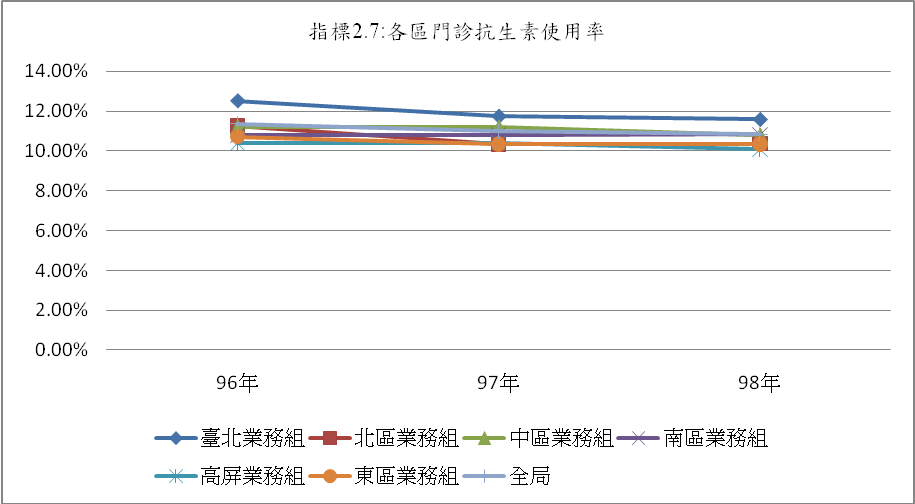 指標2.7:各區門診抗生素使用率
14.00%
12.00%
10.00%
8.00%
6.00%
4.00%
2.00%
0.00%
96年 97年 98年
臺北業務組 北區業務組 中區業務組 南區業務組
高屏業務組 東區業務組 全局